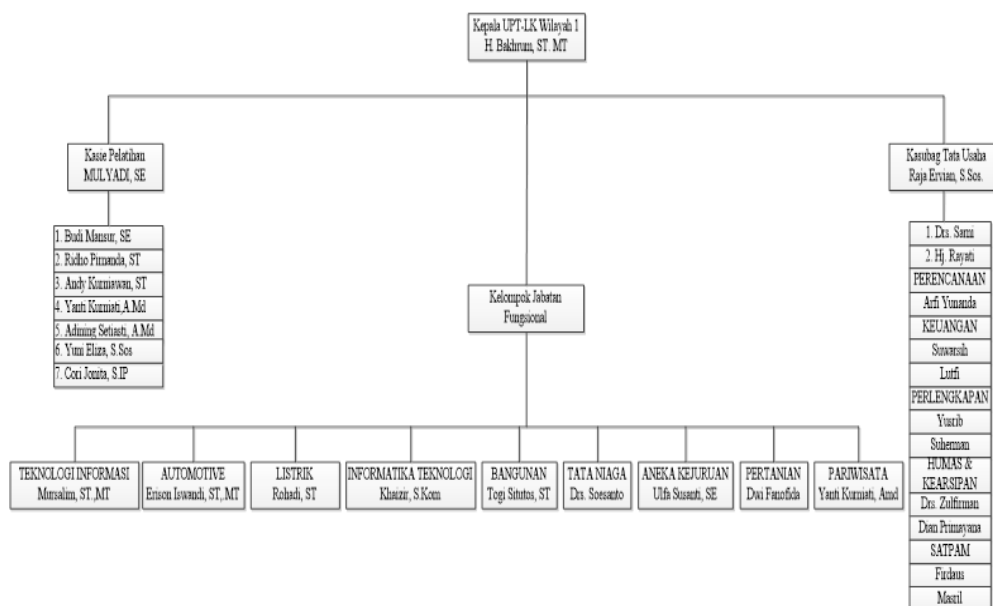 Kepala UPT-LK Wilayah 1
H. Bakhrum, ST. MT
Kasie Pelatihan
MULYADI, SE
Kasubag Tata Usaha
Raja Ervian, S.Sos.
1. Budi Mansur, SE
2. Ridho Pirnanda, ST
3. Andy Kurniawan, ST
4. Yanti Kurniati,A.Md
5. Adining Setiasti, A.Md
6. Yuni Eliza, S.Sos
7. Cori Jonita, S.IP
1. Drs. Sami
2. Hj. Rayati
PERENCANAAN
Arfi Yunanda
KEUANGAN
Suwarsih
Lutfi
PERLENGKAPAN
Yusrib
Suherman
HUMAS &
KEARSIPAN
Drs. Zulfirman
Dian Primayana
SATPAM
Firdaus
Masril
Kelompok Jabatan
Fungsional
TEKNOLOGI INFORMASI
Mursalim, ST.,MT
AUTOMOTIVE
Erison Iswandi, ST., MT
LISTRIK
Rohadi, ST
INFORMATIKA TEKNOLOGI
Khaizir, S.Kom
BANGUNAN
Togi Situtos, ST
TATA NIAGA
Drs. Soesanto
ANEKA KEJURUAN
Ulfa Susanti, SE
PERTANIAN
Dwi Fanofida
PARIWISATA
Yanti Kurniati, Amd